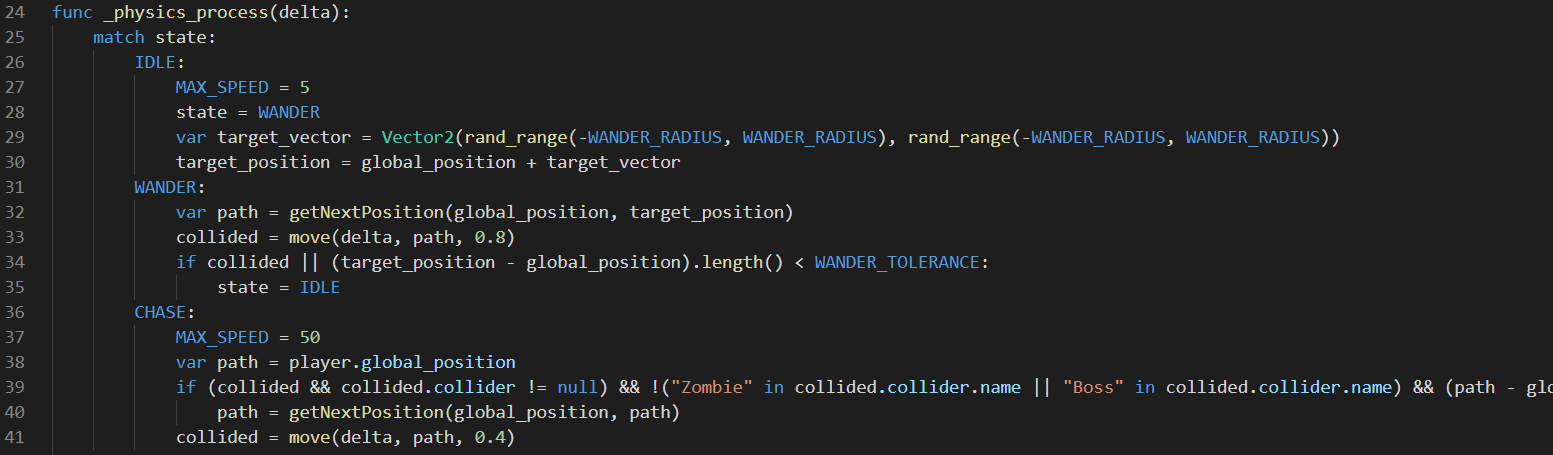 24 func _physics_process(delta):
25     match state:
26         IDLE:
27             MAX_SPEED = 5
28             state = WANDER
29             var target_vector = Vector2(rand_range(-WANDER_RADIUS, WANDER_RADIUS), rand_range(-WANDER_RADIUS, WANDER_RADIUS))
30             target_position = global_position + target_vector
31         WANDER:
32             var path = getNextPosition(global_position, target_position)
33             collided = move(delta, path, 0.8)
34             if collided || (target_position - global_position).length() < WANDER_TOLERANCE:
35                 state = IDLE
36         CHASE:
37             MAX_SPEED = 50
38             var path = player.global_position
39             if (collided && collided.collider != null) && !("Zombie" in collided.collider.name || "Boss" in collided.collider.name) && (path -
40                 path = getNextPosition(global_position, path)
41             collided = move(delta, path, 0.4)